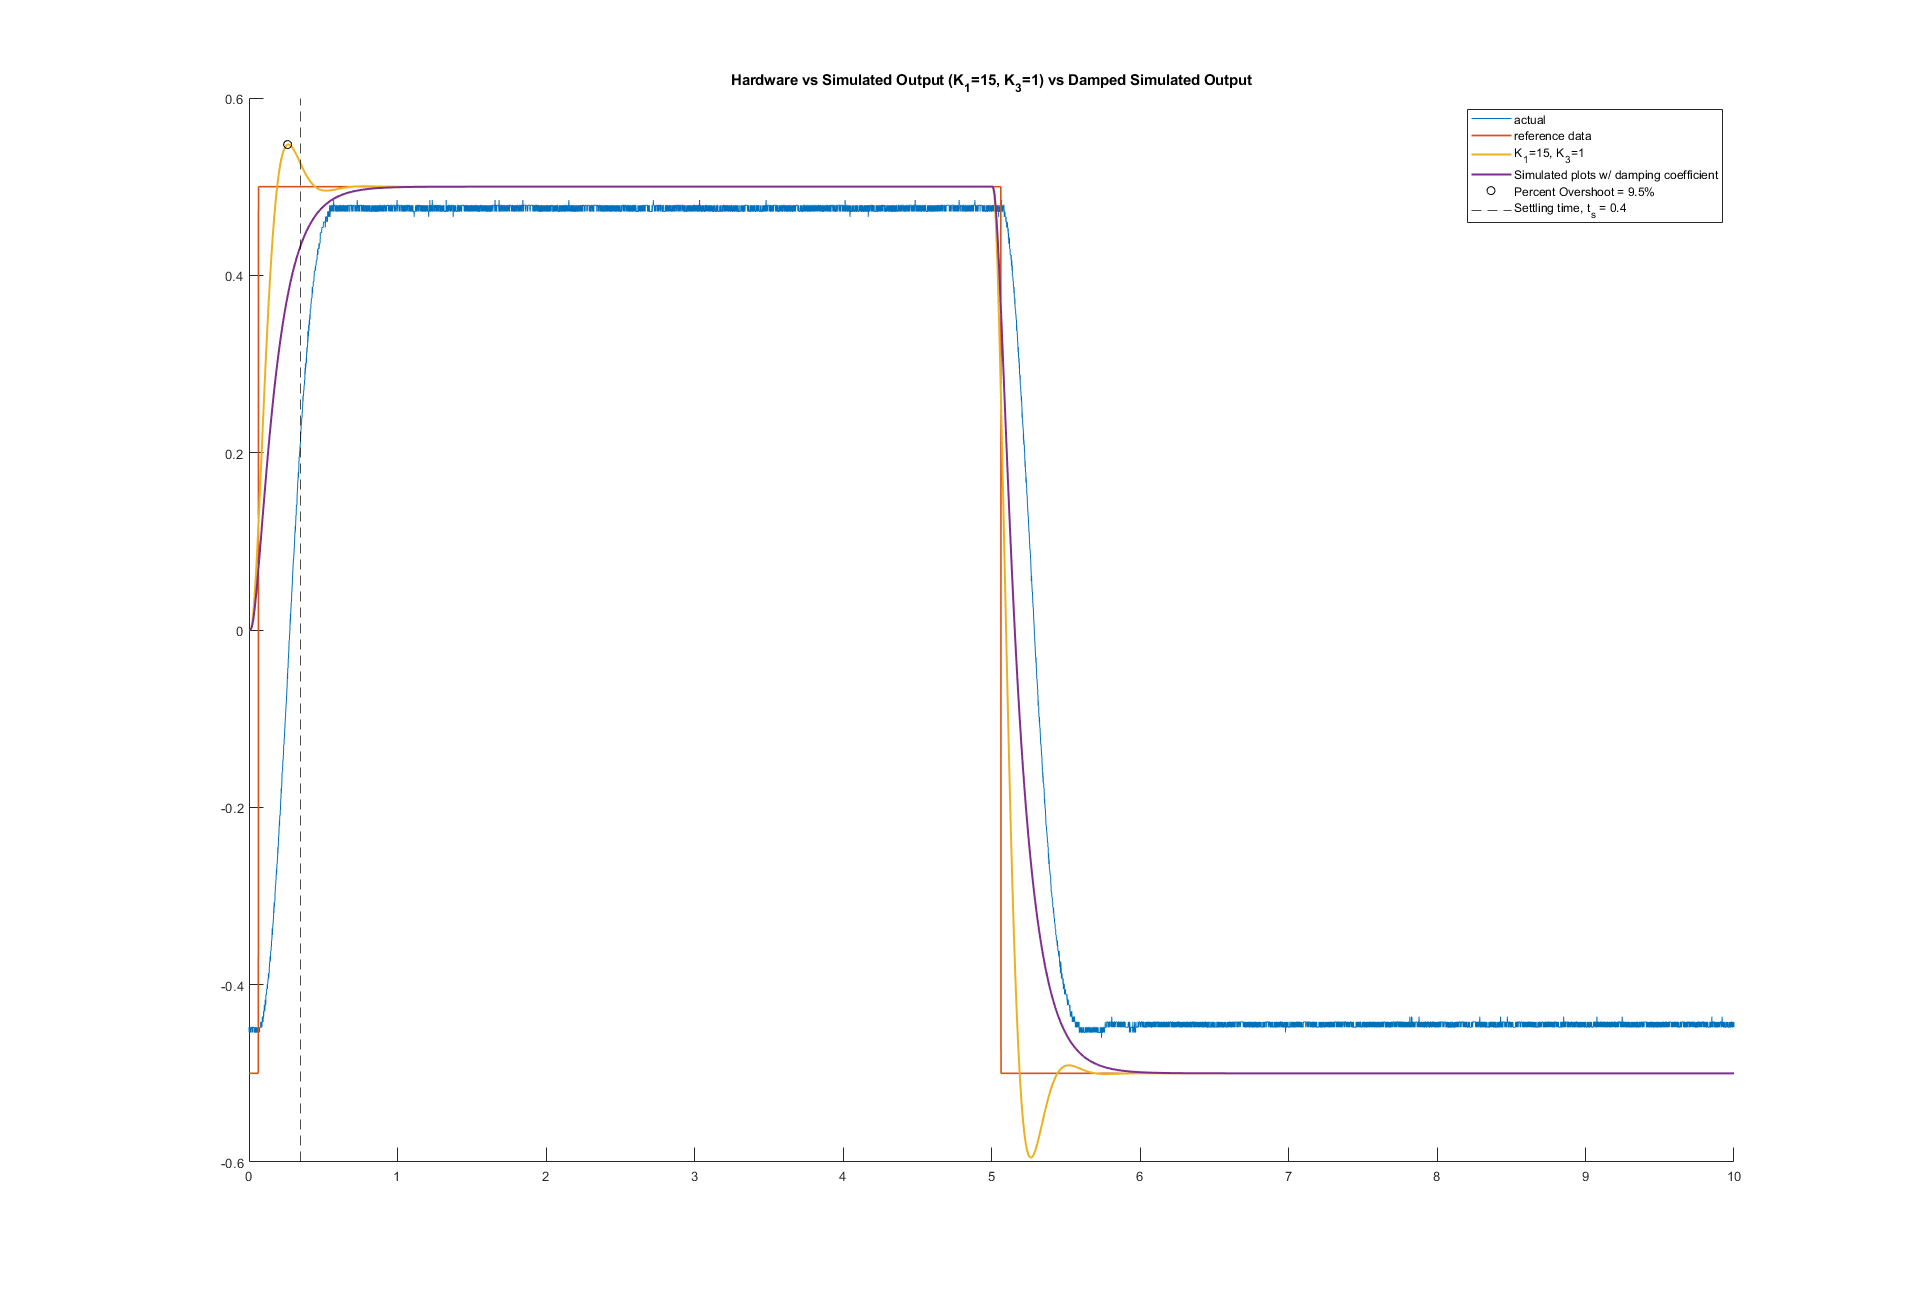 Hardware vs Simulated Output (K1=15, K3=1) vs Damped Simulated Output
actual
reference data
K1=15, K3=1
Simulated plots w/ damping coefficient
Percent Overshoot = 9.5%
Settling time, ts = 0.4
0.6
0.4
0.2
0
-0.2
-0.4
-0.6
0 1 2 3 4 5 6 7 8 9 10